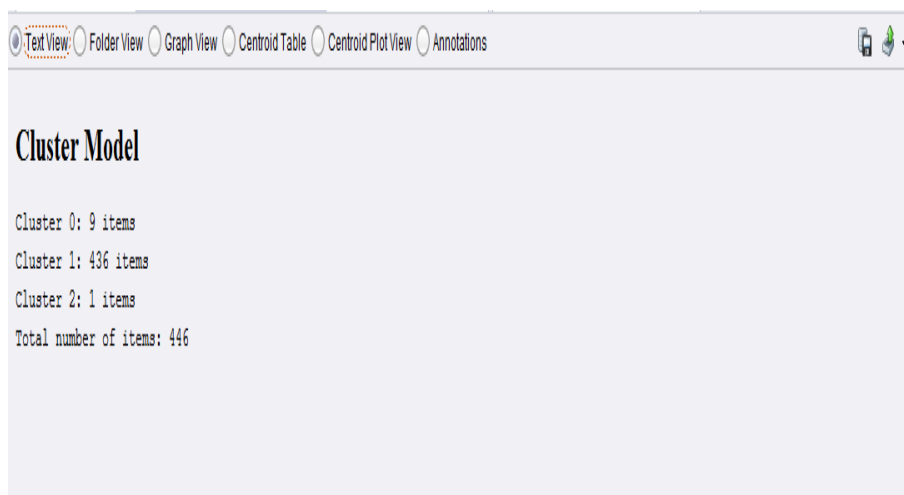 Text View Folder View Graph View Centroid Table Centroid Plot View Annotations
Cluster Model
Cluster 0: 9 items
Cluster 1: 436 items
Cluster 2: 1 items
Total number of items: 446